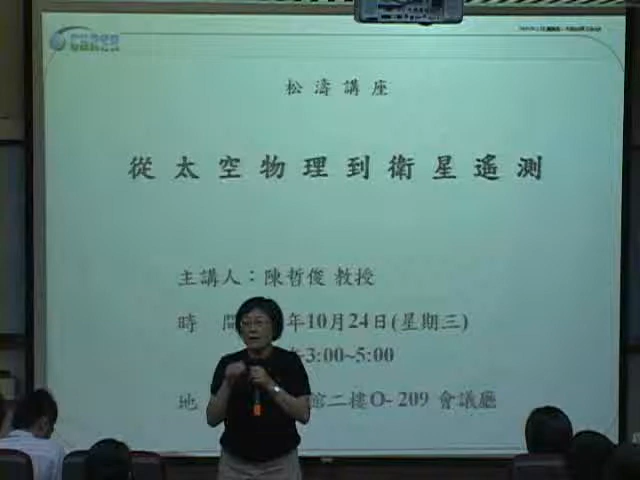 松濤講座
從太空物理到衛星遙測
主講人：陳哲俊 教授
時 間 年10月24日(星期三)
3:00~5:00
地 館二樓O-209 會議廳